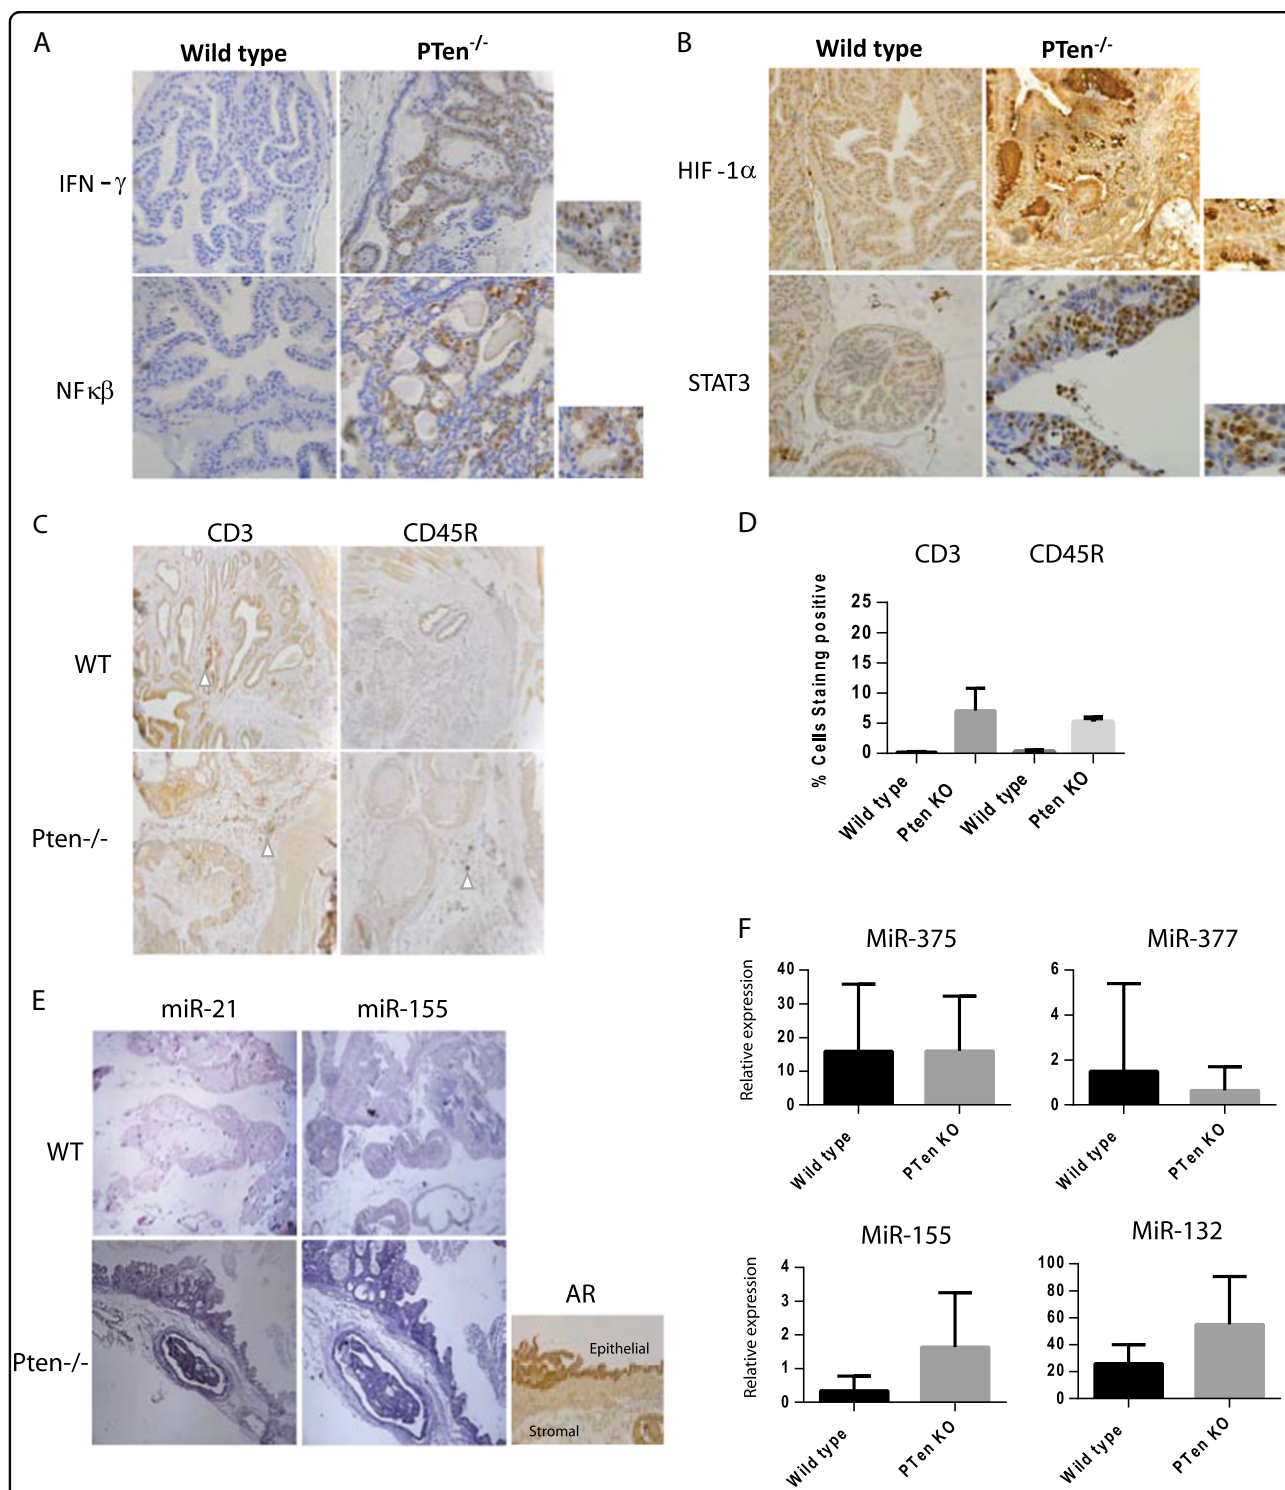 A
Wild type
PTen-/-
IFN - γ
NFκβ
B
Wild type
PTen-/-
HIF -1α
STAT3
C
CD3
CD45R
WT
Pten-/-
D
CD3
CD45R
% Cells Staining positive
25
20
15
10
5
0
Wild type
Pten KO
Wild type
Pten KO
E
miR-21
miR-155
WT
Pten-/-
AR
Epithelial
Stromal
F
MiR-375
Relative expression
40
30
20
10
0
Wild type
PTen KO
MiR-377
6
4
2
0
Wild type
PTen KO
MiR-155
Relative expression
4
3
2
1
0
Wild type
PTen KO
MiR-132
100
80
60
40
20
0
Wild type
PTen KO